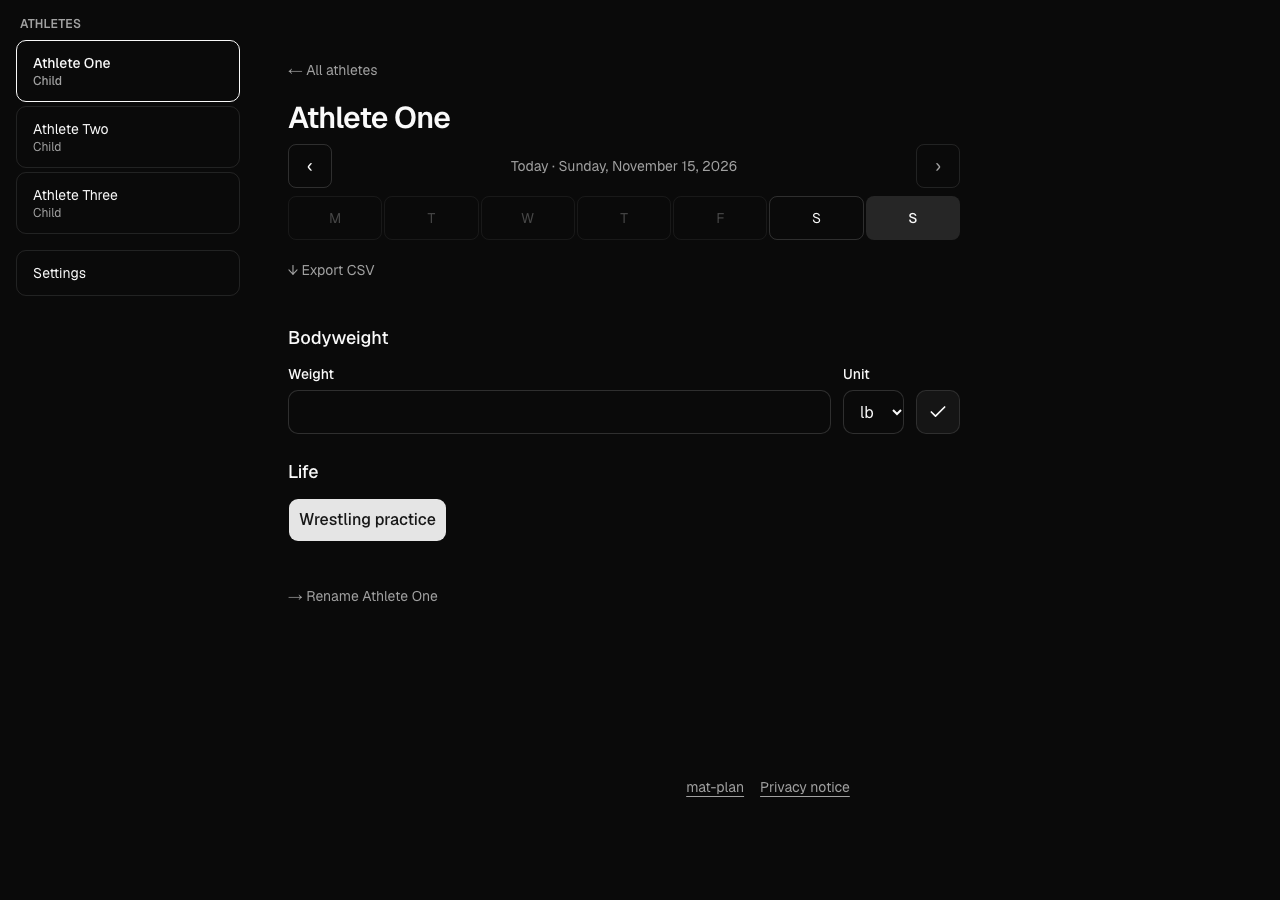 ATHLETES
Athlete One
Child
Athlete Two
Child
Athlete Three
Child
Settings
← All athletes
Athlete One
‹ Today · Sunday, November 15, 2026 ›
M T W T F S S
↓ Export CSV
Bodyweight
Weight Unit
lb
Life
Wrestling practice
→ Rename Athlete One
mat-plan Privacy notice